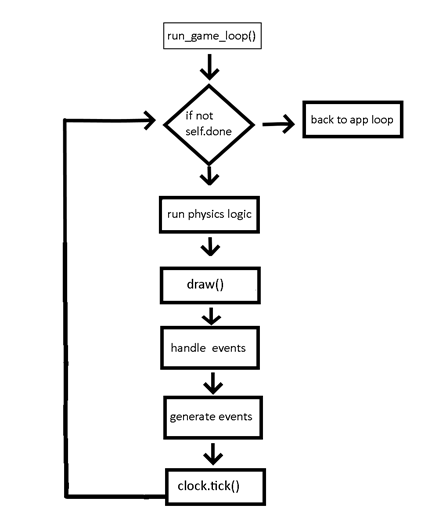 run_game_loop()
if not
self.done
back to app loop
run physics logic
draw()
handle events
generate events
clock.tick()